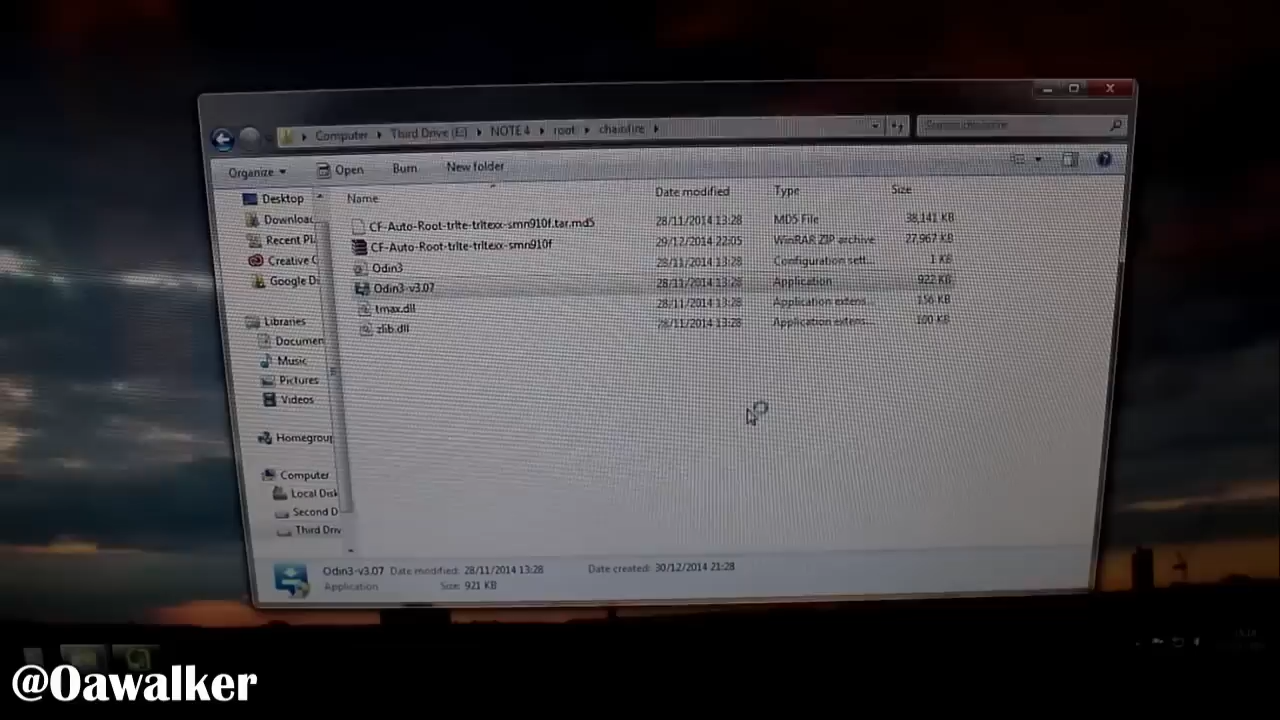 Computer Third Drive (E:) NOTE 4 root chainfire
Organize Open Burn New folder
Name Date modified Type Size
CF-Auto-Root-trlte-trltexx-smn910f.tar.md5 28/11/2014 13:28 MD5 File 38,141 KB
CF-Auto-Root-trlte-trltexx-smn910f 29/12/2014 22:05 WinRAR ZIP archive 27,967 KB
Odin3 28/11/2014 13:28 Configuration sett... 1 KB
Odin3-v3.07 28/11/2014 13:28 Application 922 KB
tmax.dll 28/11/2014 13:28 Application extens... 156 KB
zlib.dll 28/11/2014 13:28 Application extens... 100 KB
Desktop
Downloac
Recent Pl
Creative C
Google Di
Libraries
Documen
Music
Pictures
Videos
Homegrou
Computer
Local Disk
Second D
Third Driv
Odin3-v3.07 Date modified: 28/11/2014 13:28 Date created: 30/12/2014 21:28
Application Size: 921 KB
@Oawalker